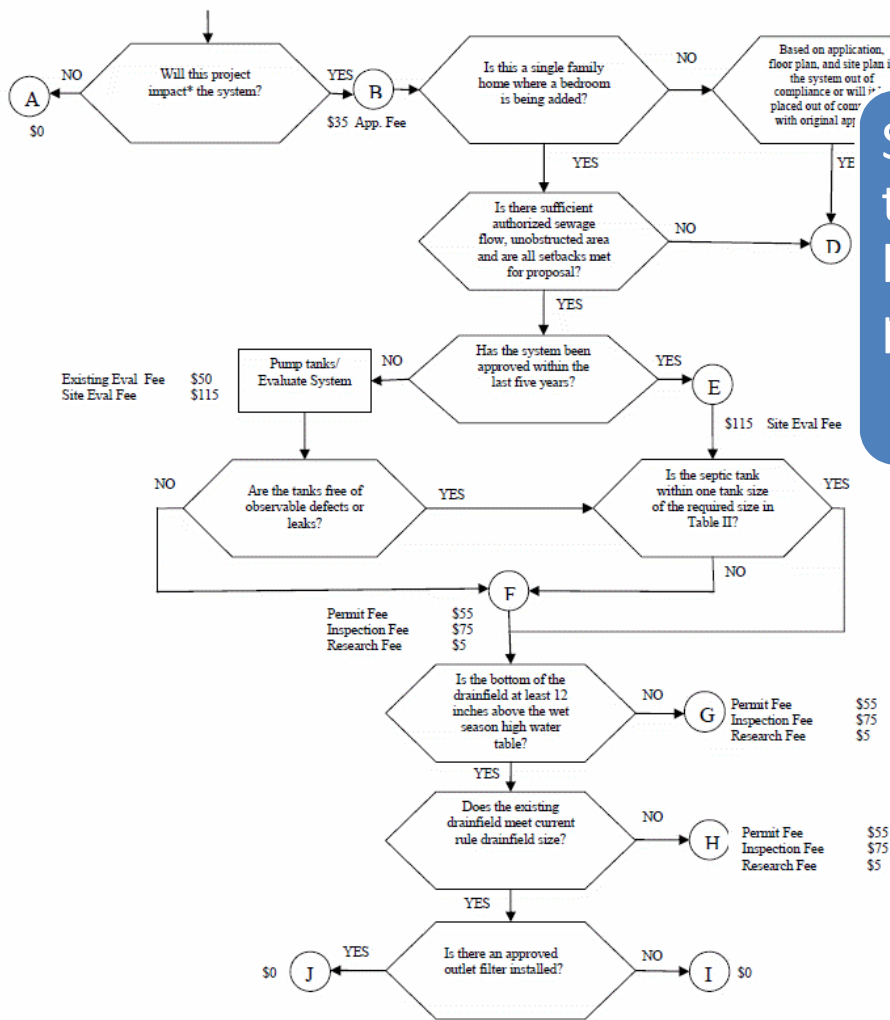 Will this project
impact* the system?
NO
YES
A
$0
B
$35 App. Fee
Is this a single family
home where a bedroom
is being added?
NO
YES
Based on application,
floor plan, and site plan
the system out of
compliance or will
placed out of
with original
D
Is there sufficient
authorized sewage
flow, unobstructed area
and are all setbacks met
for proposal?
NO
YES
Has the system been
approved within the
last five years?
NO
YES
Pump tanks/
Evaluate System
Existing Eval Fee $50
Site Eval Fee $115
E
$115 Site Eval Fee
Are the tanks free of
observable defects or
leaks?
NO
YES
Is the septic tank
within one tank size
of the required size in
Table II?
YES
NO
F
Permit Fee $55
Inspection Fee $75
Research Fee $5
Is the bottom of the
drainfield at least 12
inches above the wet
season high water
table?
NO
YES
G
Permit Fee $55
Inspection Fee $75
Research Fee $5
Does the existing
drainfield meet current
rule drainfield size?
NO
YES
H
Permit Fee $55
Inspection Fee $75
Research Fee $5
Is there an approved
outlet filter installed?
YES
NO
$0
J
I
$0